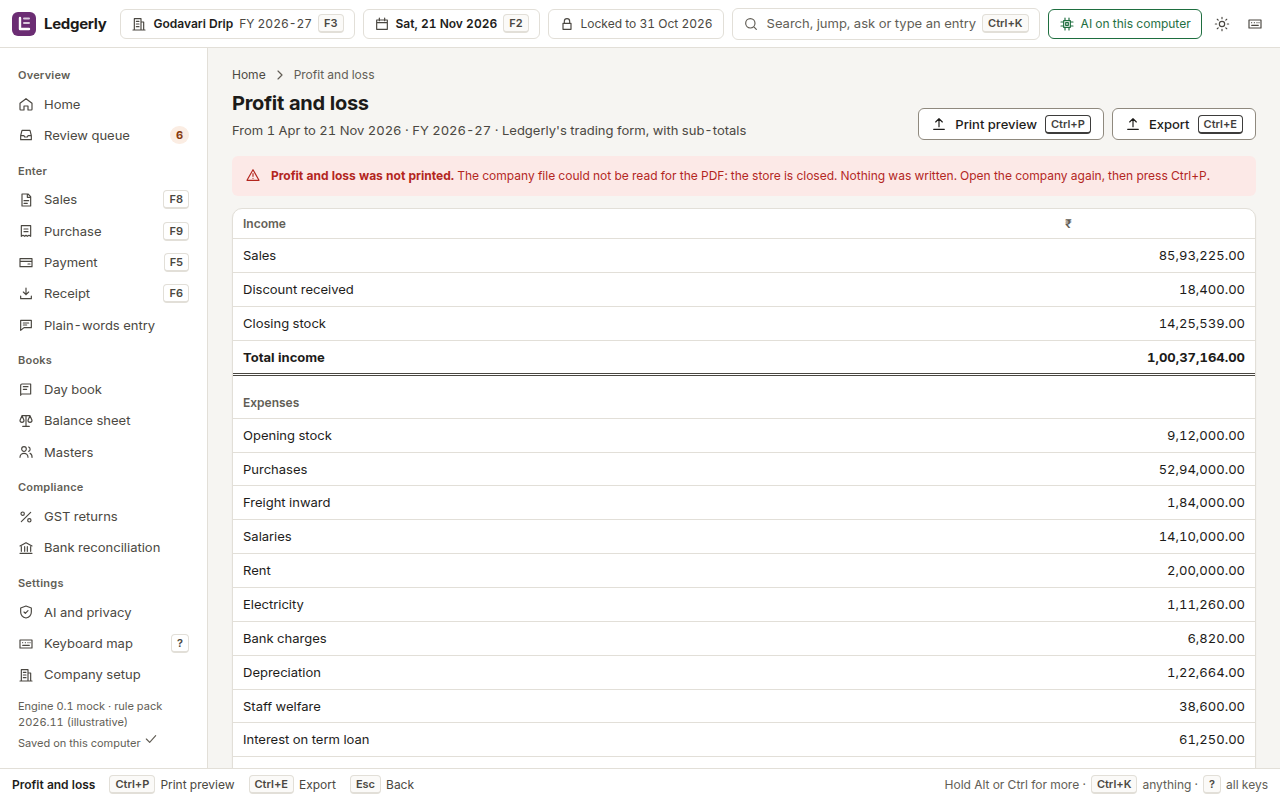 Ledgerly
Godavari Drip FY 2026-27 F3
Sat, 21 Nov 2026 F2
Locked to 31 Oct 2026
Search, jump, ask or type an entry Ctrl+K
AI on this computer
Overview
Home
Review queue 6
Enter
Sales F8
Purchase F9
Payment F5
Receipt F6
Plain-words entry
Books
Day book
Balance sheet
Masters
Compliance
GST returns
Bank reconciliation
Settings
AI and privacy
Keyboard map ?
Company setup
Engine 0.1 mock · rule pack
2026.11 (illustrative)
Saved on this computer
Home > Profit and loss
Profit and loss
From 1 Apr to 21 Nov 2026 · FY 2026-27 · Ledgerly's trading form, with sub-totals
Print preview Ctrl+P
Export Ctrl+E
Profit and loss was not printed. The company file could not be read for the PDF: the store is closed. Nothing was written. Open the company again, then press Ctrl+P.
Income ₹
Sales 85,93,225.00
Discount received 18,400.00
Closing stock 14,25,539.00
Total income 1,00,37,164.00
Expenses
Opening stock 9,12,000.00
Purchases 52,94,000.00
Freight inward 1,84,000.00
Salaries 14,10,000.00
Rent 2,00,000.00
Electricity 1,11,260.00
Bank charges 6,820.00
Depreciation 1,22,664.00
Staff welfare 38,600.00
Interest on term loan 61,250.00
Profit and loss Ctrl+P Print preview Ctrl+E Export Esc Back
Hold Alt or Ctrl for more · Ctrl+K anything · ? all keys